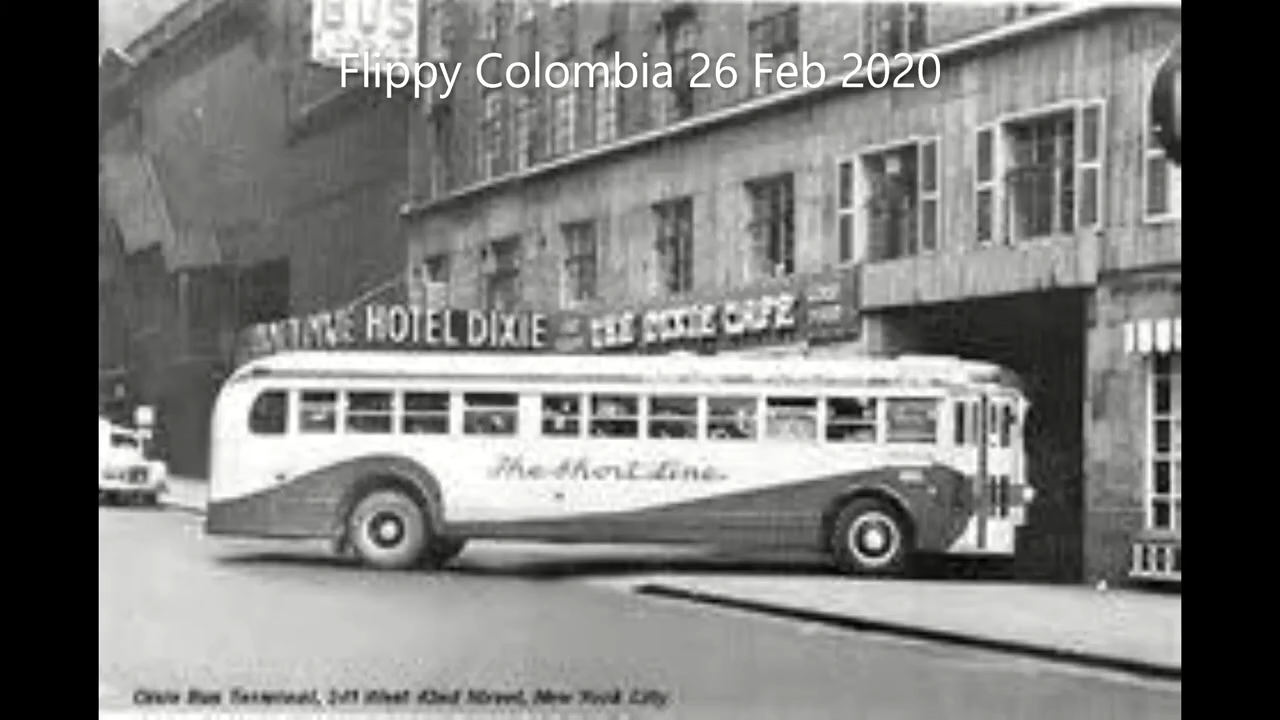 BUS
Flippy Colombia 26 Feb 2020
HOTEL DIXIE
THE DIXIE CAFE
The Short Line
Dixie Bus Terminal, 241 West 42nd Street, New York City